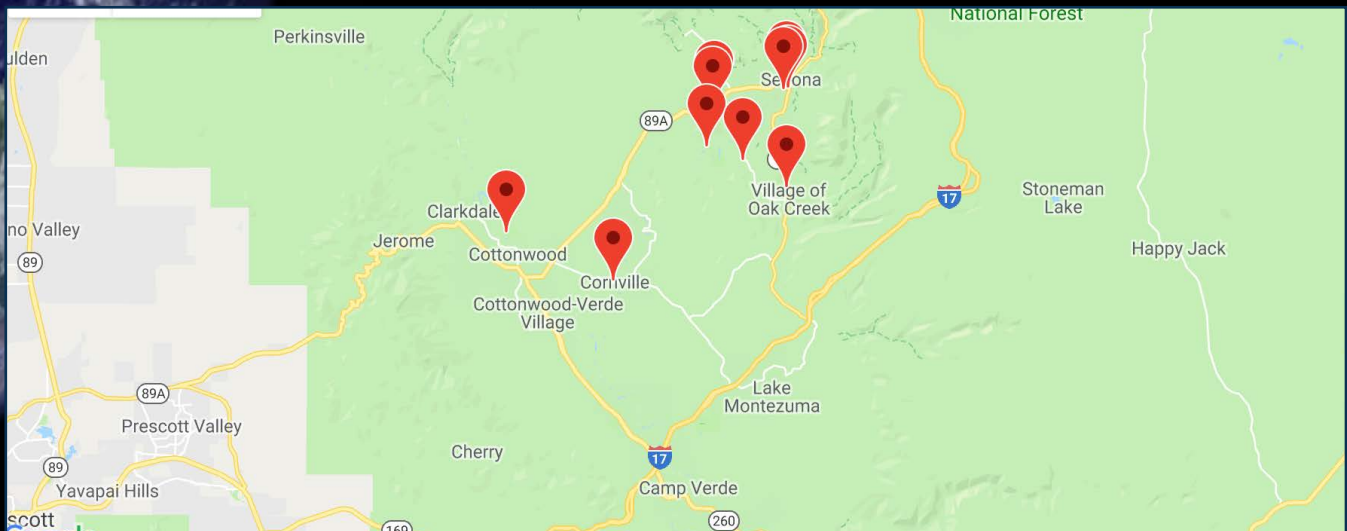 National Forest
Perkinsville
ulden
Sedona
89A
Village of
Oak Creek
17
Stoneman
Lake
Clarkdale
no Valley
Jerome
Happy Jack
Cottonwood
89
Cornville
Cottonwood-Verde
Village
Lake
Montezuma
89A
Prescott Valley
Cherry
17
89
Camp Verde
Yavapai Hills
scott
260
169